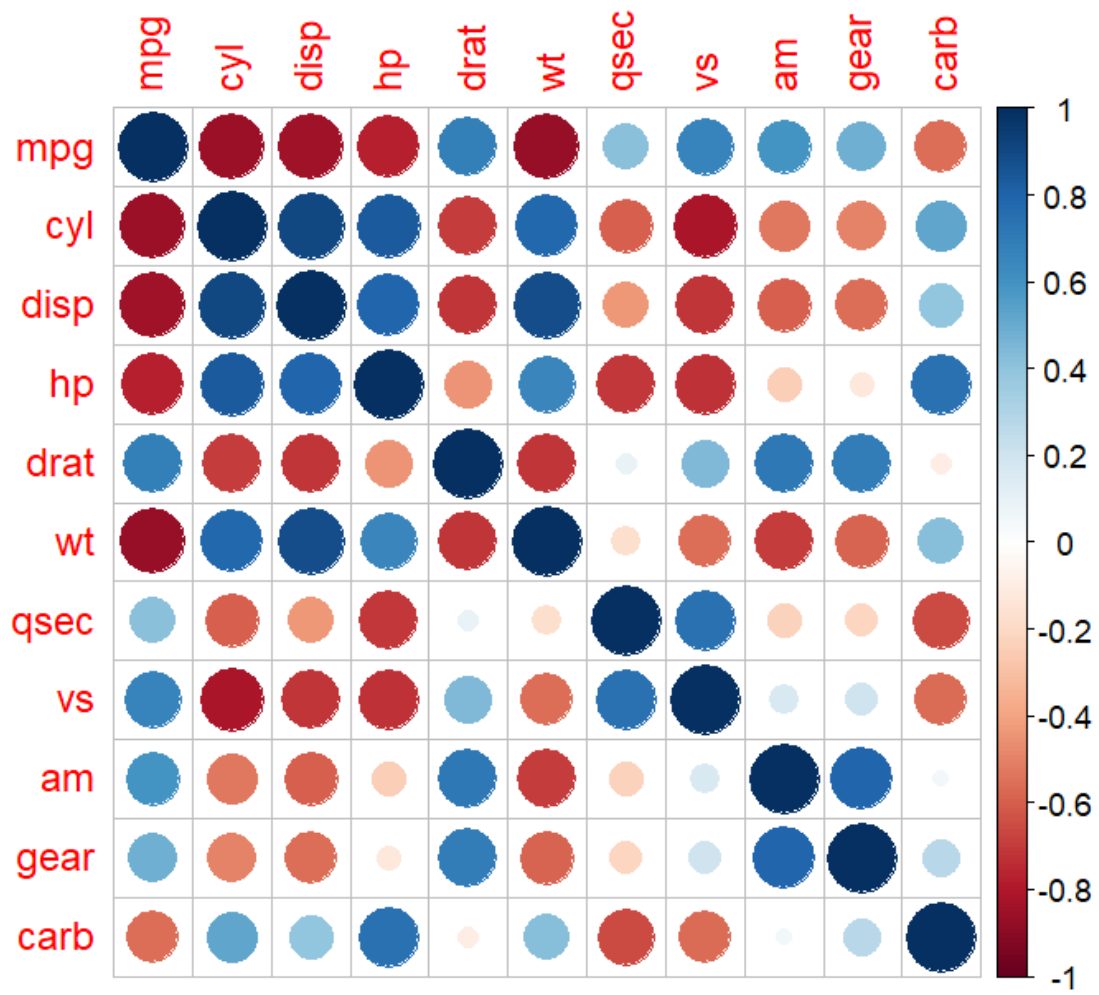 mpg cyl disp hp drat wt qsec vs am gear carb
mpg
cyl
disp
hp
drat
wt
qsec
vs
am
gear
carb
1
0.8
0.6
0.4
0.2
0
-0.2
-0.4
-0.6
-0.8
-1